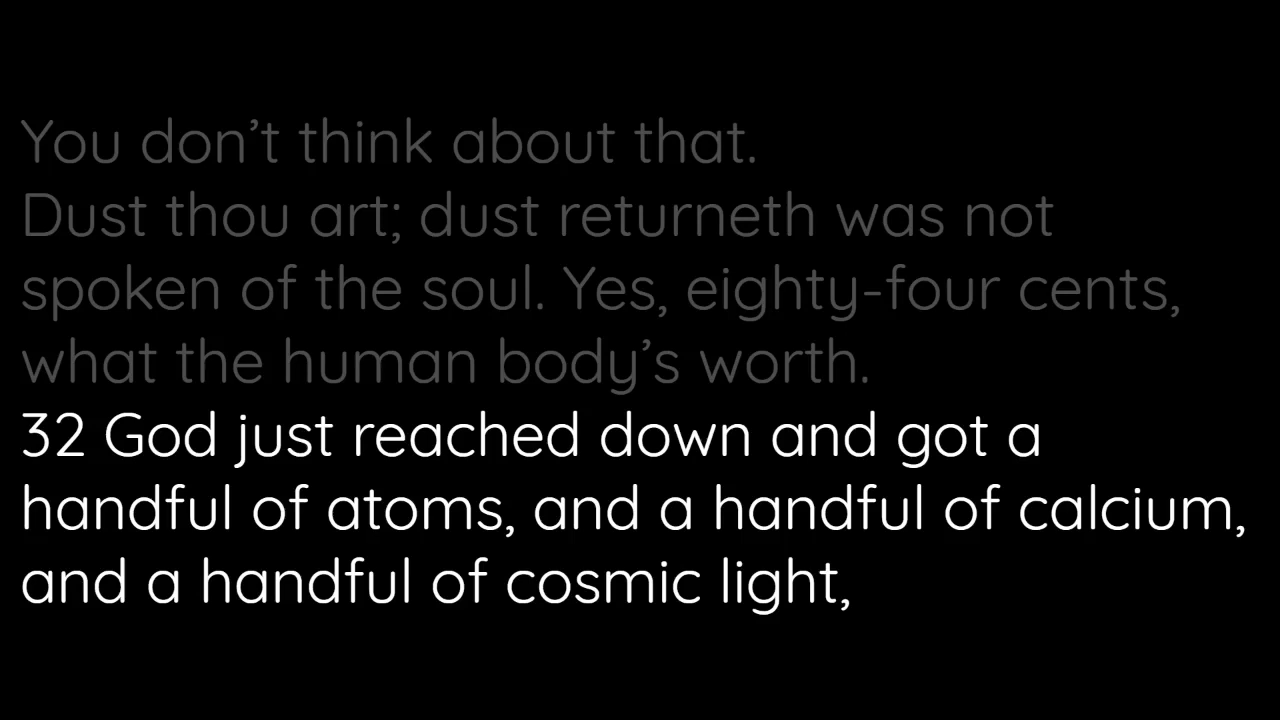 You don’t think about that.
Dust thou art; dust returneth was not
spoken of the soul. Yes, eighty-four cents,
what the human body’s worth.
32 God just reached down and got a
handful of atoms, and a handful of calcium,
and a handful of cosmic light,